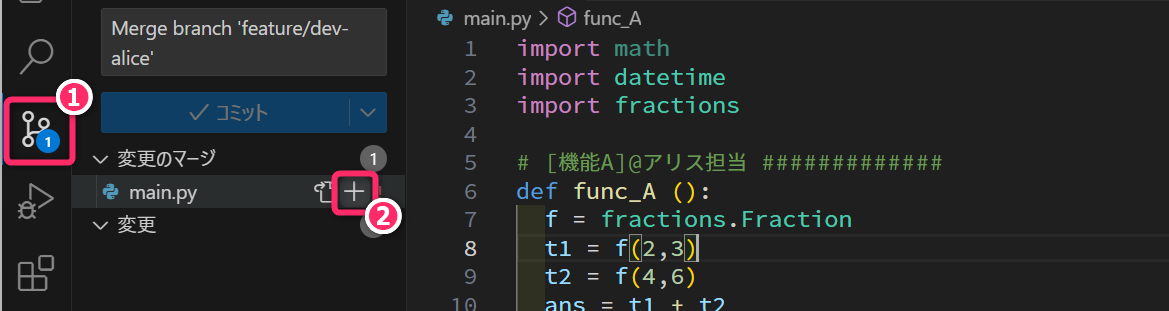 Merge branch 'feature/dev-
alice'
1
✓ コミット
1
変更のマージ 1
main.py
2
変更
main.py > func_A
1 import math
2 import datetime
3 import fractions
4
5 # [機能A]@アリス担当 #############
6 def func_A ():
7 f = fractions.Fraction
8 t1 = f(2,3)
9 t2 = f(4,6)
10 ans = t1 + t2